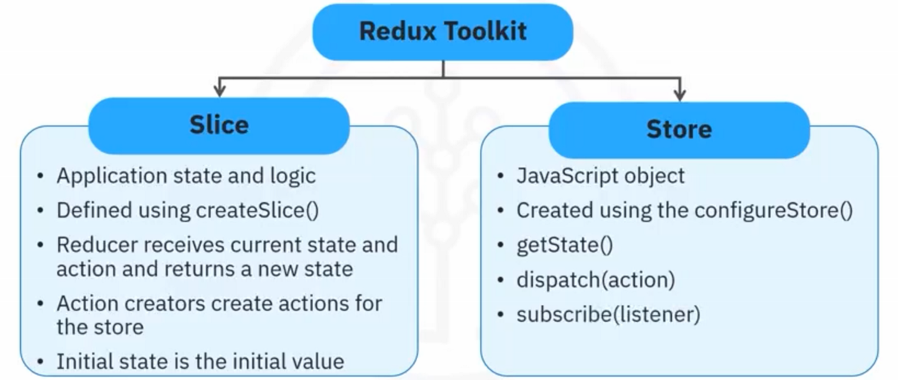 Redux Toolkit
Slice
• Application state and logic
• Defined using createSlice()
• Reducer receives current state and
action and returns a new state
• Action creators create actions for
the store
• Initial state is the initial value
Store
• JavaScript object
• Created using the configureStore()
• getState()
• dispatch(action)
• subscribe(listener)